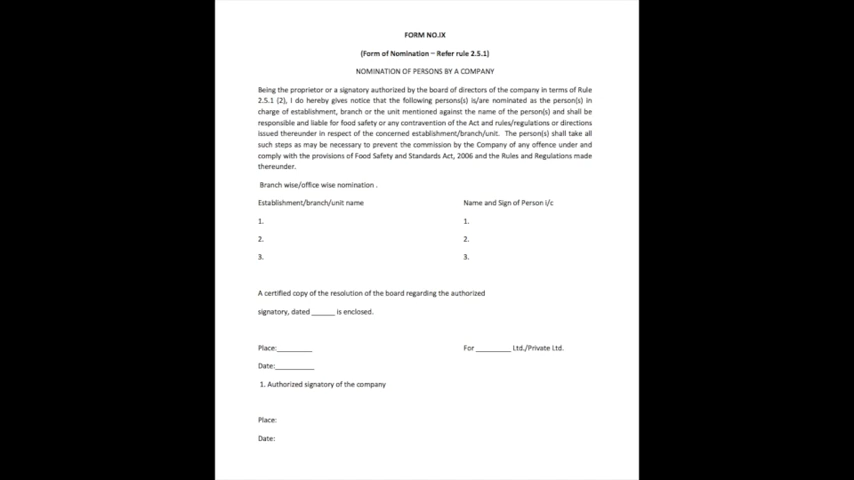 FORM NO.IX
(Form of Nomination – Refer rule 2.5.1)
NOMINATION OF PERSONS BY A COMPANY
Being the proprietor or a signatory authorized by the board of directors of the company in terms of Rule
2.5.1 (2), I do hereby gives notice that the following persons(s) is/are nominated as the person(s) in
charge of establishment, branch or the unit mentioned against the name of the person(s) and shall be
responsible and liable for food safety or any contravention of the Act and rules/regulations or directions
issued thereunder in respect of the concerned establishment/branch/unit. The person(s) shall take all
such steps as may be necessary to prevent the commission by the Company of any offence under and
comply with the provisions of Food Safety and Standards Act, 2006 and the Rules and Regulations made
thereunder.
Branch wise/office wise nomination .
Establishment/branch/unit name Name and Sign of Person i/c
1. 1.
2. 2.
3. 3.
A certified copy of the resolution of the board regarding the authorized
signatory, dated ______ is enclosed.
Place:_________ For _________ Ltd./Private Ltd.
Date:__________
1. Authorized signatory of the company
Place:
Date: